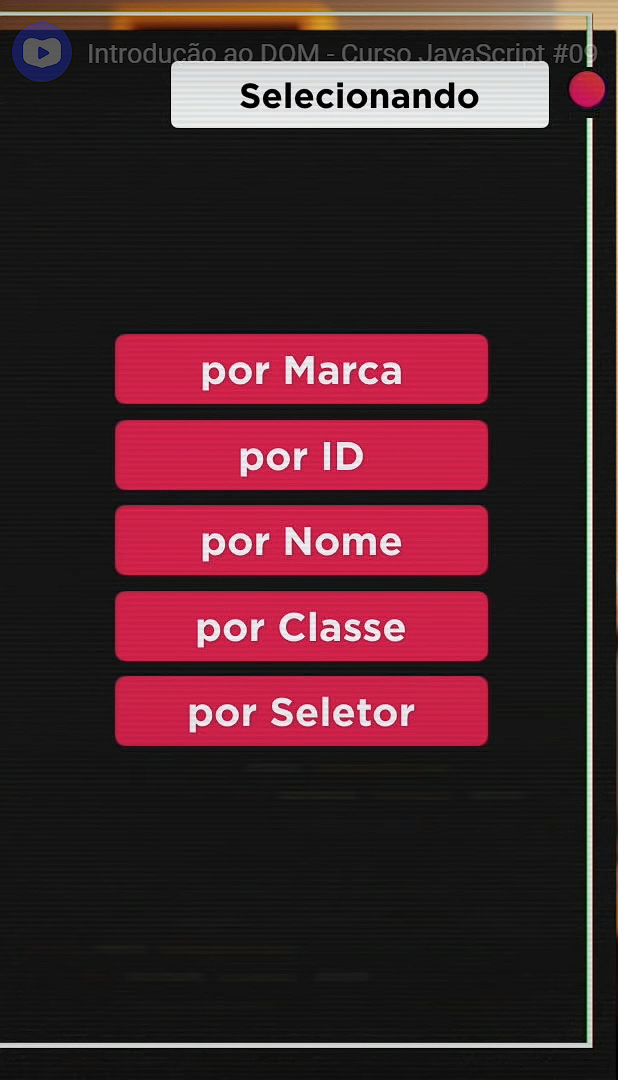 Introdução ao DOM - Curso JavaScript #09
Selecionando
por Marca
por ID
por Nome
por Classe
por Seletor